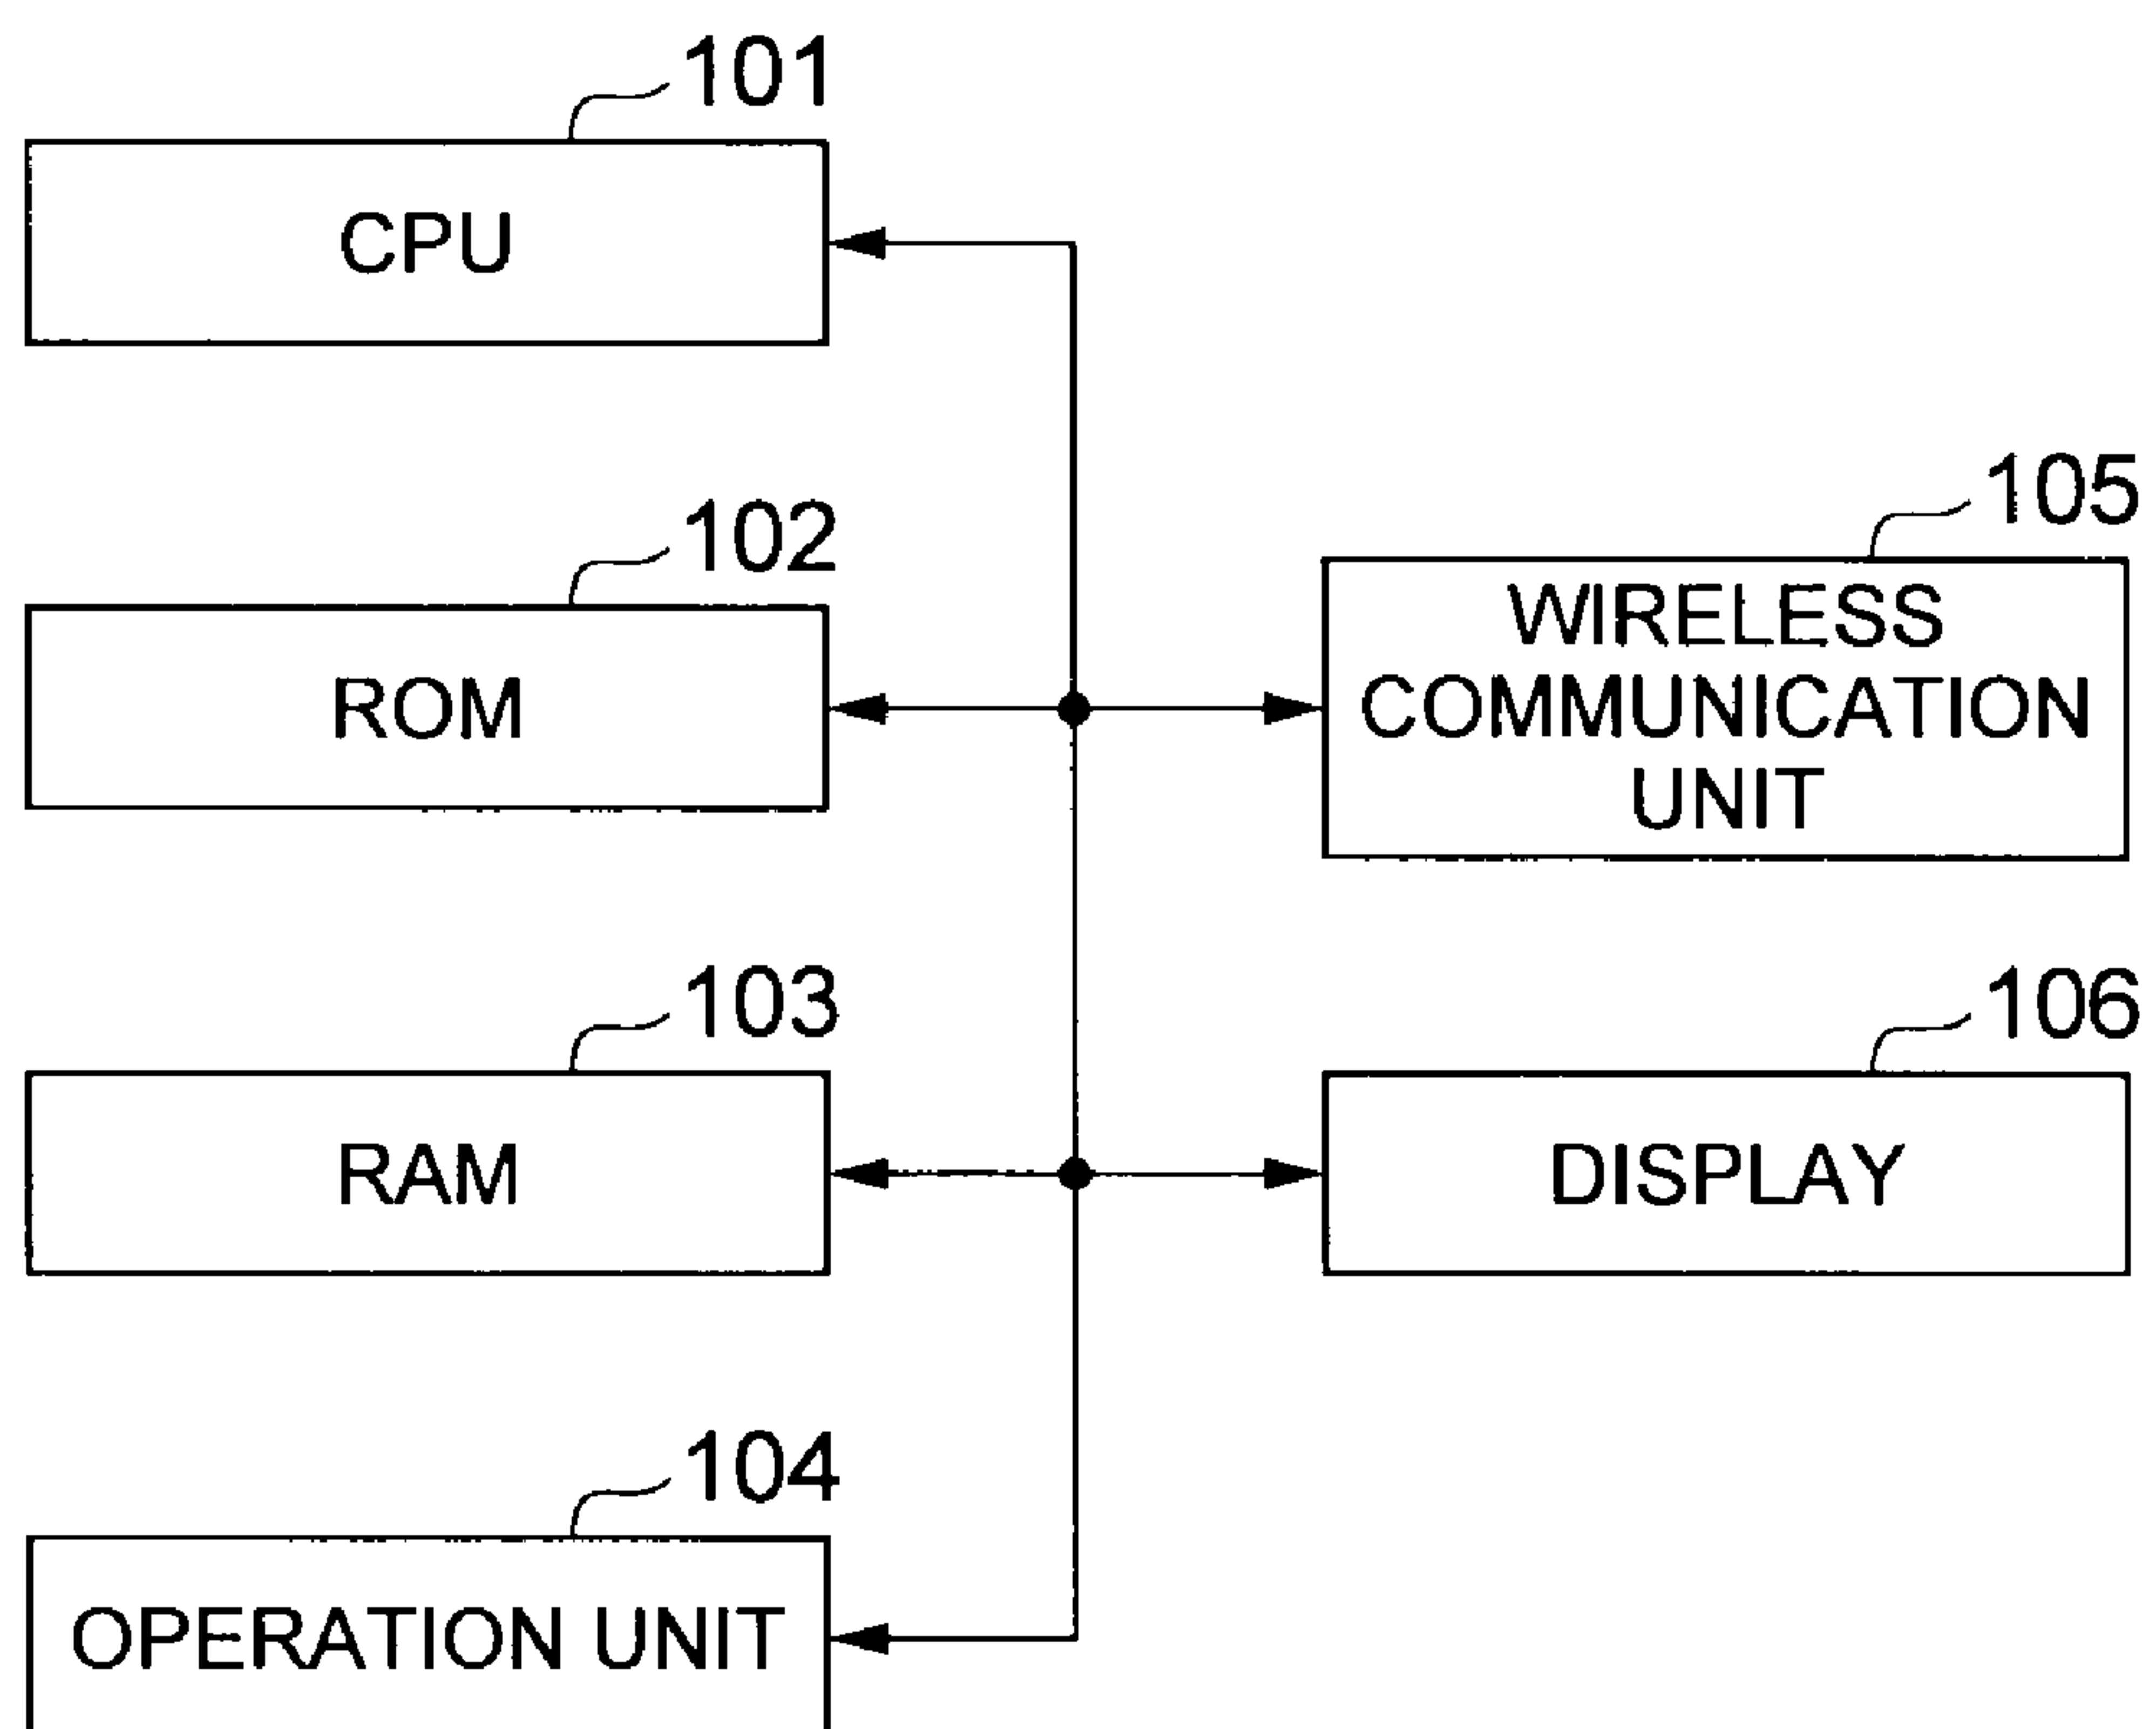 101
CPU
102
ROM
103
RAM
104
OPERATION UNIT
105
WIRELESS
COMMUNICATION
UNIT
106
DISPLAY